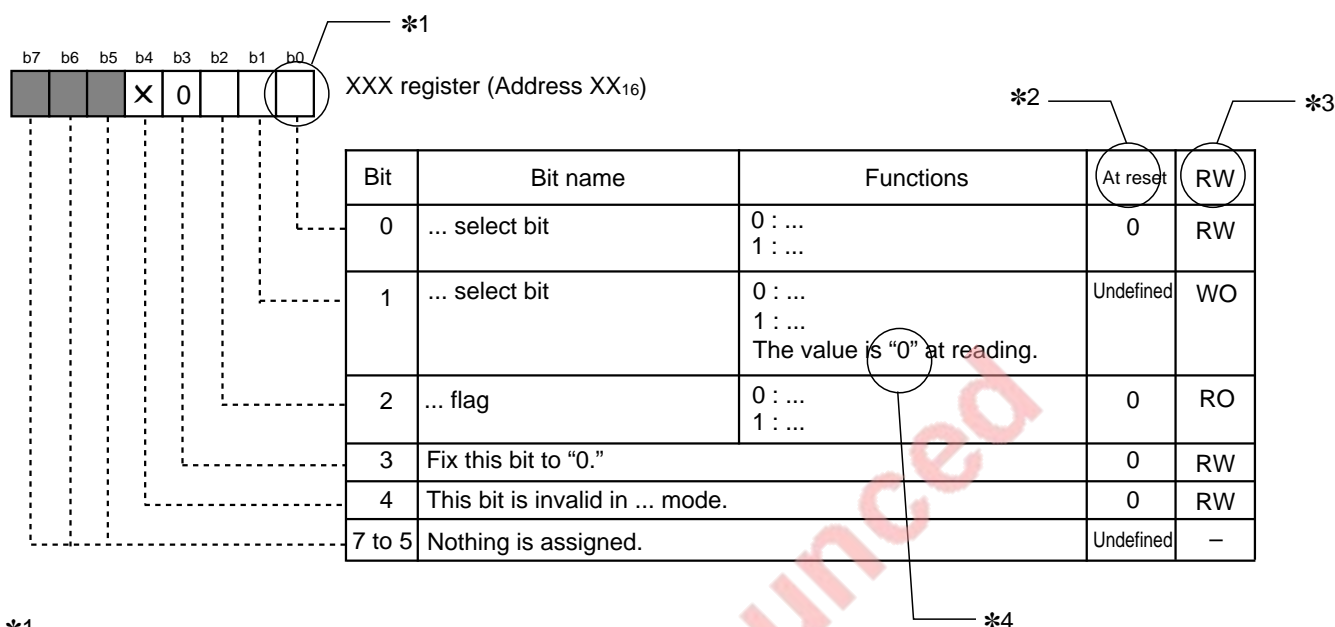 ✽1
b7 b6 b5 b4 b3 b2 b1 b0
X 0
XXX register (Address XX16)
✽2
✽3
Bit Bit name Functions At reset RW
0 ... select bit 0 : ... 0 RW
1 : ...
1 ... select bit 0 : ... Undefined WO
1 : ...
The value is “0” at reading.
2 ... flag 0 : ... 0 RO
1 : ...
3 Fix this bit to “0.” 0 RW
4 This bit is invalid in ... mode. 0 RW
7 to 5 Nothing is assigned. Undefined –
✽4
✽1
unced